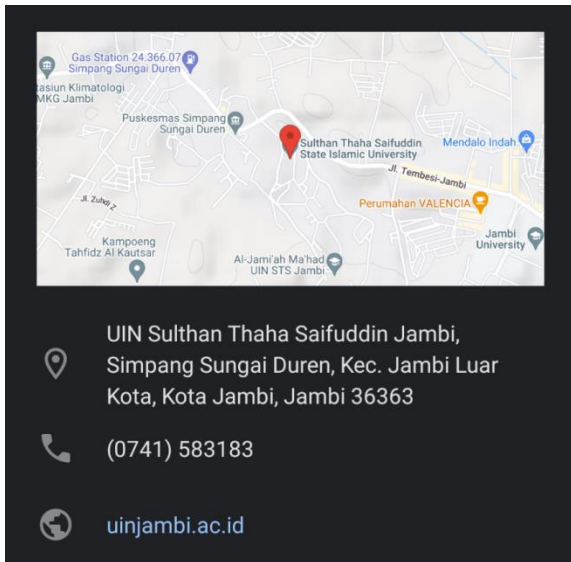 Gas Station 24.366.07
Simpang Sungai Duren
tasiun Klimatologi
MKG Jambi
Puskesmas Simpang
Sungai Duren
Sulthan Thaha Saifuddin
State Islamic University
Mendalo Indah
Jl. Tembesi-Jambi
Jl. Zuhdi Z
Perumahan VALENCIA
Jambi
University
Kampoeng
Tahfidz Al Kautsar
Al-Jami'ah Ma'had
UIN STS Jambi
UIN Sulthan Thaha Saifuddin Jambi,
Simpang Sungai Duren, Kec. Jambi Luar
Kota, Kota Jambi, Jambi 36363
(0741) 583183
uinjambi.ac.id